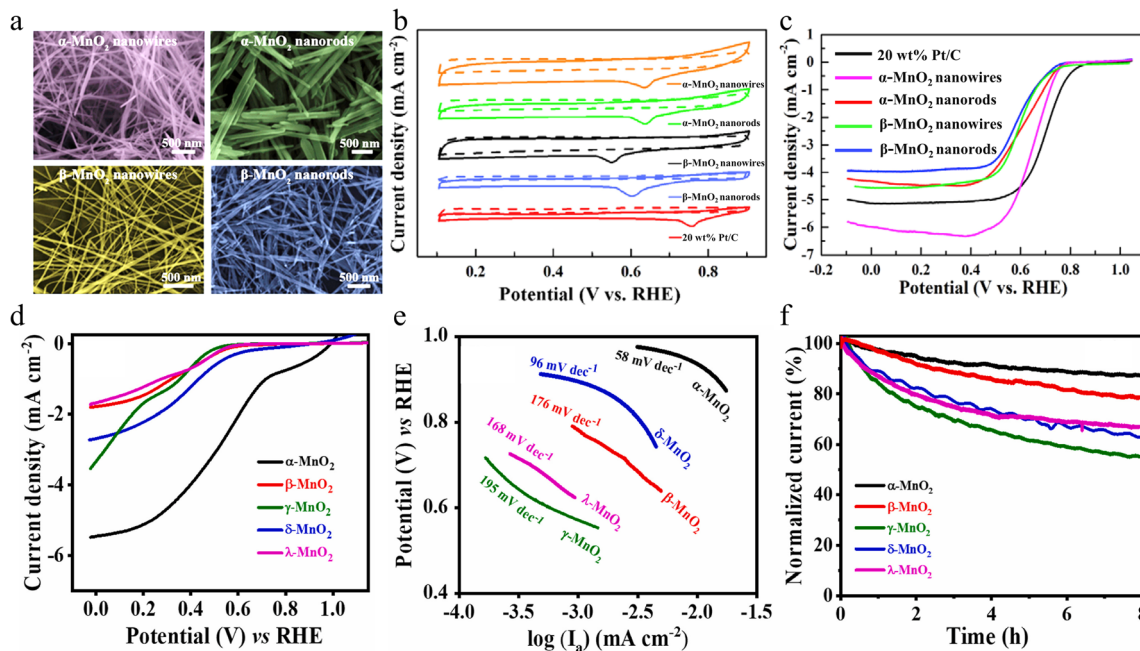 a
α-MnO₂ nanowires
500 nm
α-MnO₂ nanorods
500 nm
β-MnO₂ nanowires
500 nm
β-MnO₂ nanorods
500 nm
b
Current density (mA cm⁻²)
α-MnO₂ nanowires
α-MnO₂ nanorods
β-MnO₂ nanowires
β-MnO₂ nanorods
20 wt% Pt/C
0.2 0.4 0.6 0.8
Potential (V vs. RHE)
c
Current density (mA cm⁻²)
1
0
-1
-2
-3
-4
-5
-6
-7
20 wt% Pt/C
α-MnO₂ nanowires
α-MnO₂ nanorods
β-MnO₂ nanowires
β-MnO₂ nanorods
-0.2 0.0 0.2 0.4 0.6 0.8 1.0
Potential (V vs. RHE)
d
Current density (mA cm⁻²)
0
-2
-4
-6
α-MnO₂
β-MnO₂
γ-MnO₂
δ-MnO₂
λ-MnO₂
0.0 0.2 0.4 0.6 0.8 1.0
Potential (V) vs RHE
e
Potential (V) vs RHE
1.0
0.8
0.6
0.4
58 mV dec⁻¹
α-MnO₂
96 mV dec⁻¹
δ-MnO₂
176 mV dec⁻¹
β-MnO₂
168 mV dec⁻¹
λ-MnO₂
195 mV dec⁻¹
γ-MnO₂
-4.0 -3.5 -3.0 -2.5 -2.0 -1.5 -1.0
log (Iₐ) (mA cm⁻²)
f
Normalized current (%)
100
80
60
40
20
0
α-MnO₂
β-MnO₂
γ-MnO₂
δ-MnO₂
λ-MnO₂
0 2 4 6 8
Time (h)